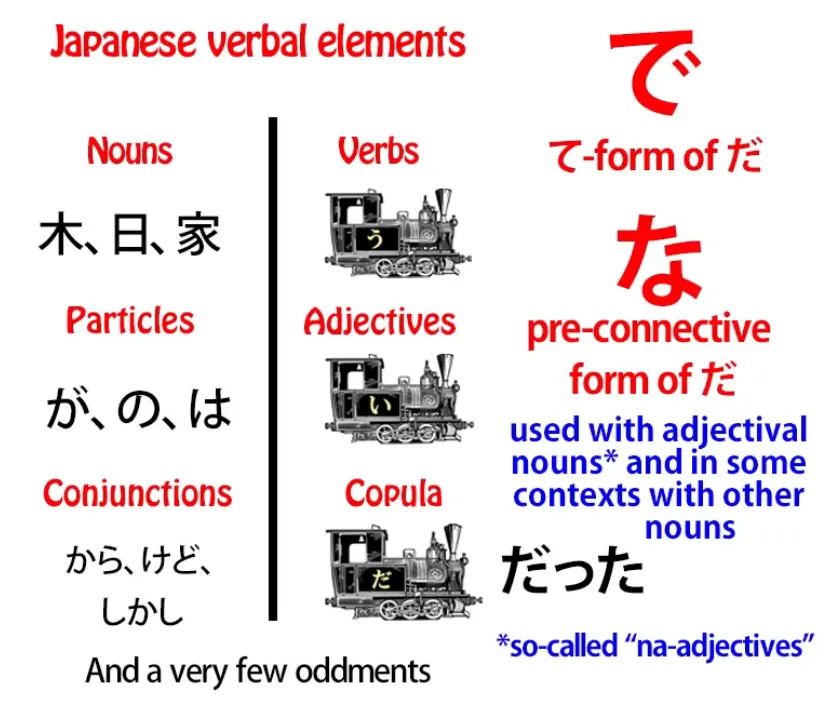 Japanese verbal elements
Nouns
木、日、家
Particles
が、の、は
Conjunctions
から、けど、
しかし
Verbs
う
Adjectives
い
Copula
だ
And a very few oddments
で
て-form of だ
な
pre-connective
form of だ
used with adjectival
nouns* and in some
contexts with other
nouns
だった
*so-called “na-adjectives”